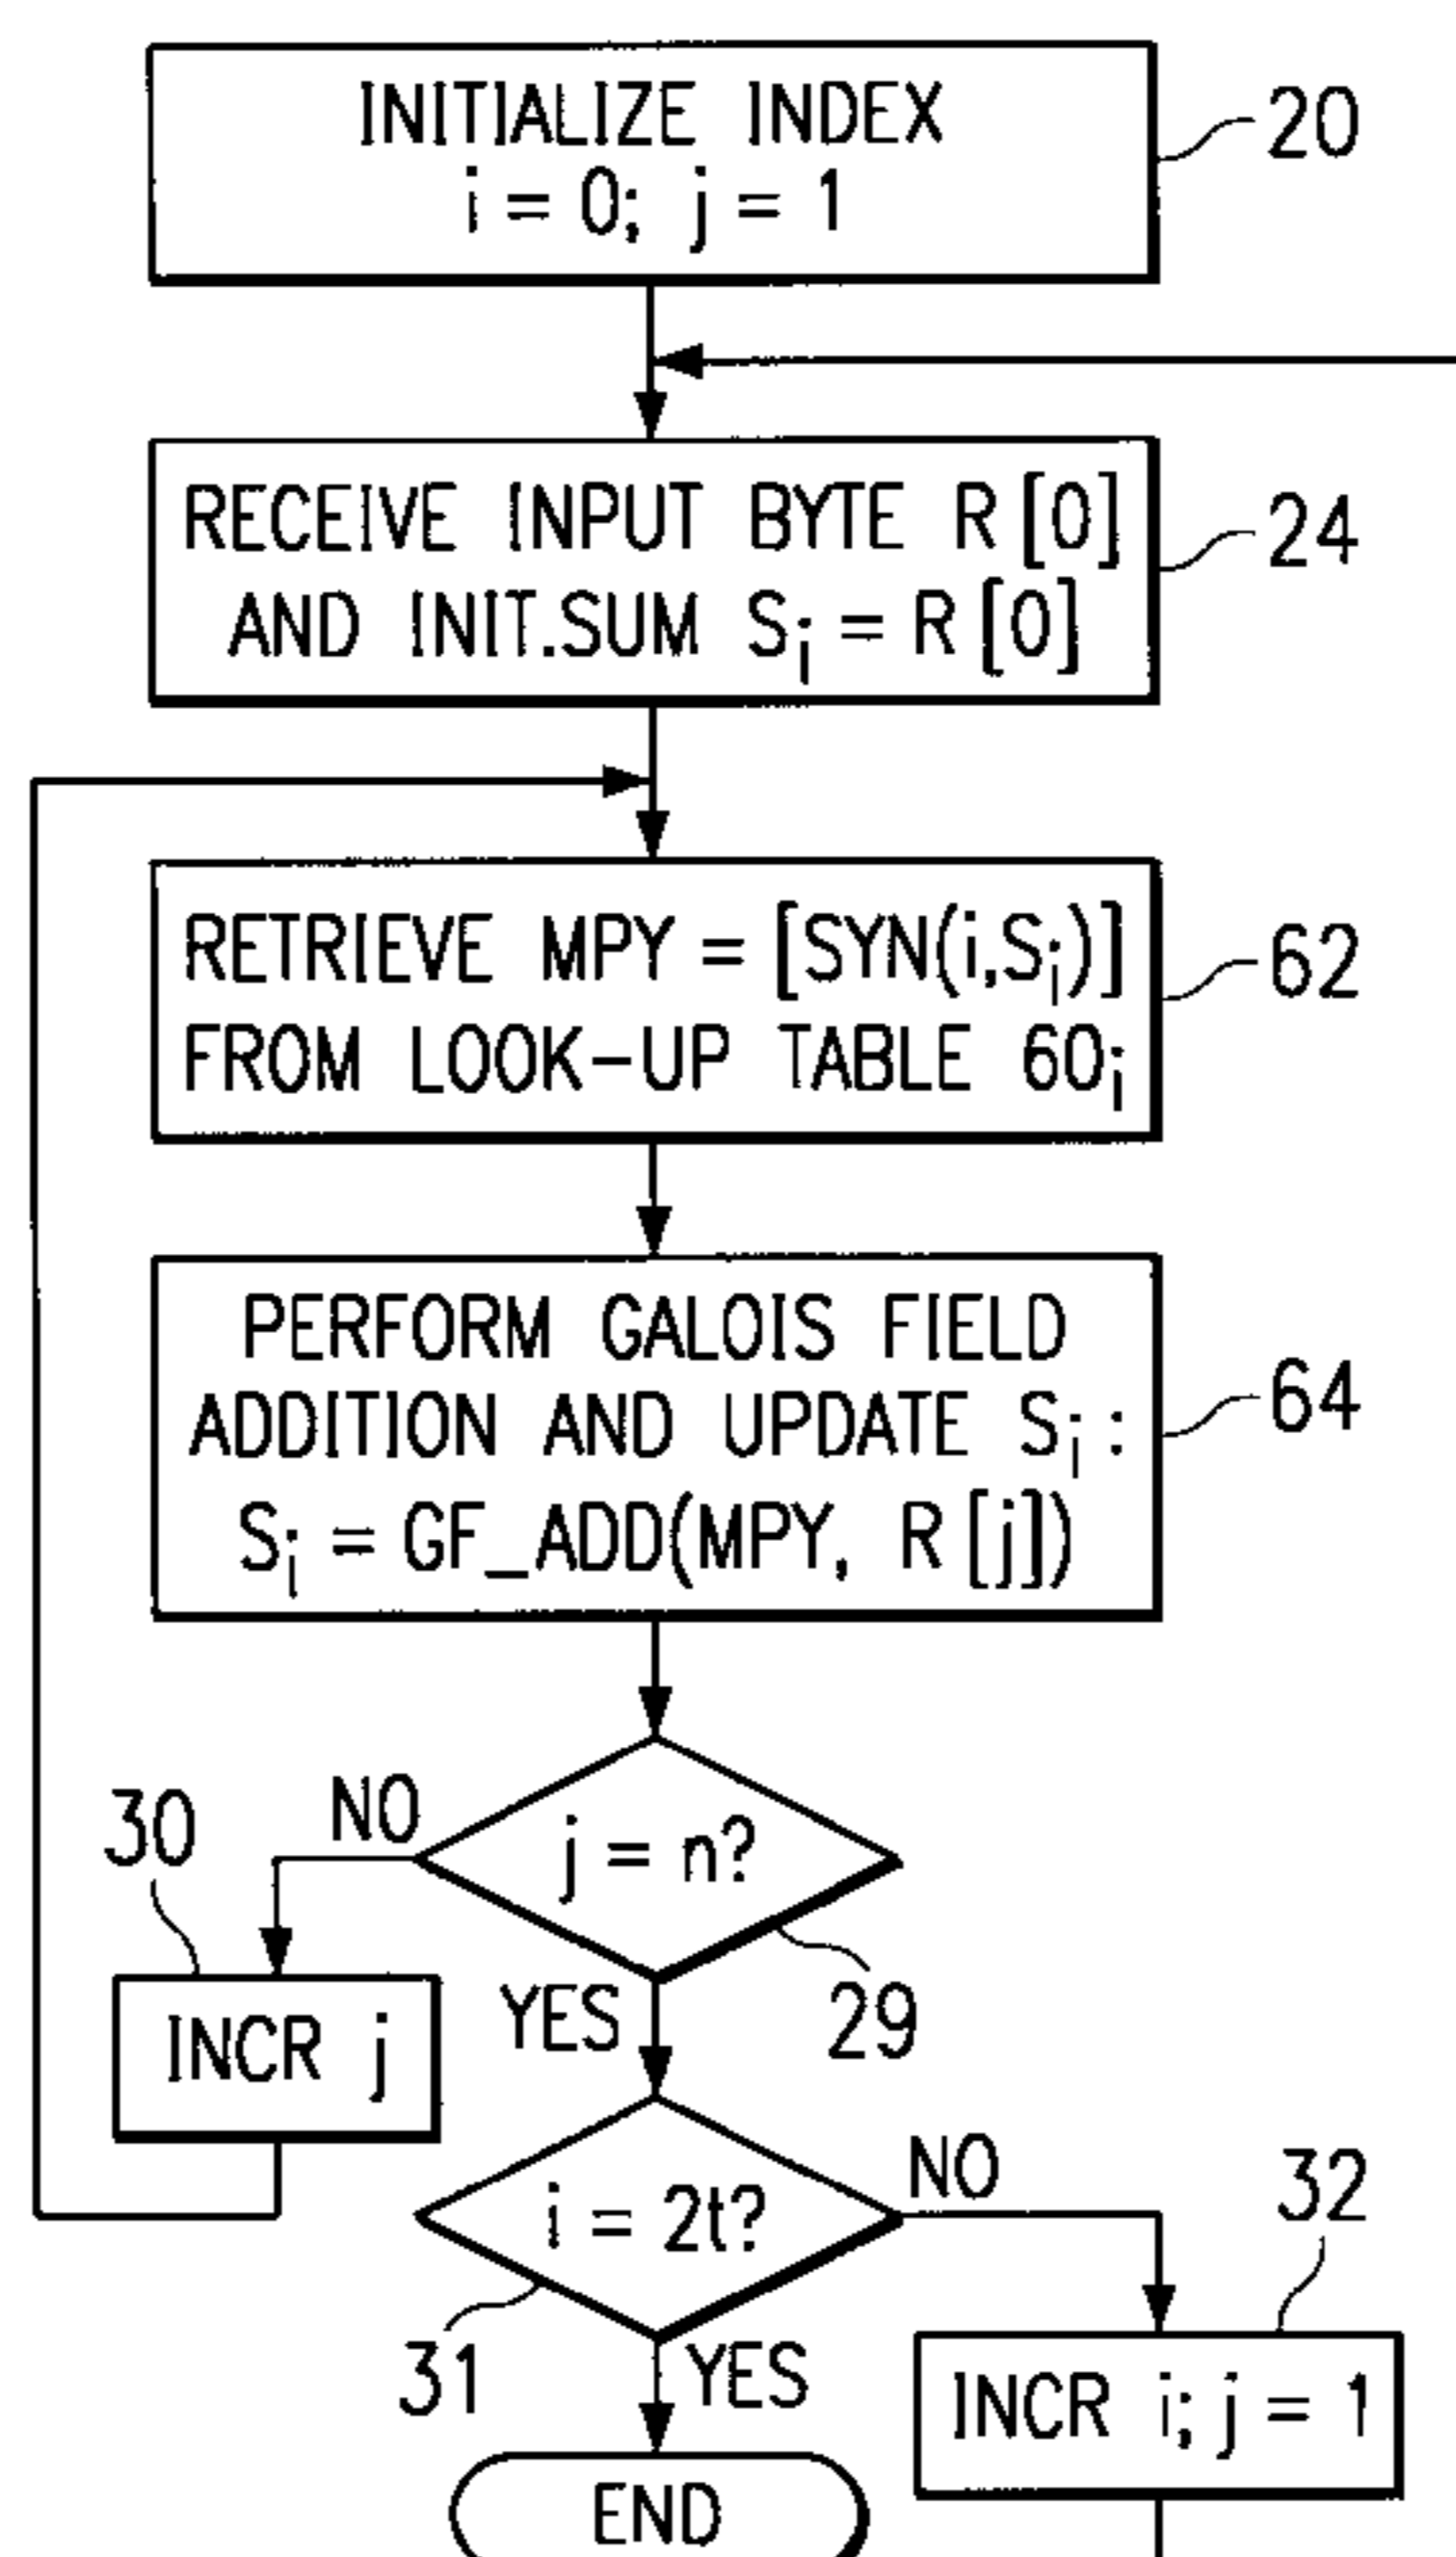 INITIALIZE INDEX
i = 0; j = 1
20
RECEIVE INPUT BYTE R[0]
AND INIT.SUM Si = R[0]
24
RETRIEVE MPY = [SYN(i,Si)]
FROM LOOK-UP TABLE 60i
62
PERFORM GALOIS FIELD
ADDITION AND UPDATE Si :
Si = GF_ADD(MPY, R[j])
64
j = n?
NO
30
INCR j
YES
29
i = 2t?
NO
32
31
YES
INCR i; j = 1
END